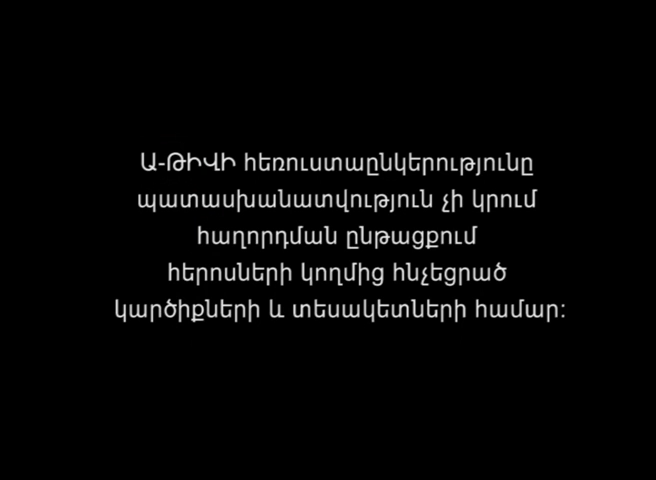 Ա-ԹԻՎԻ հեռուստաընկերությունը
պատասխանատվություն չի կրում
հաղորդման ընթացքում
հերոսների կողմից հնչեցրած
կարծիքների և տեսակետների համար: